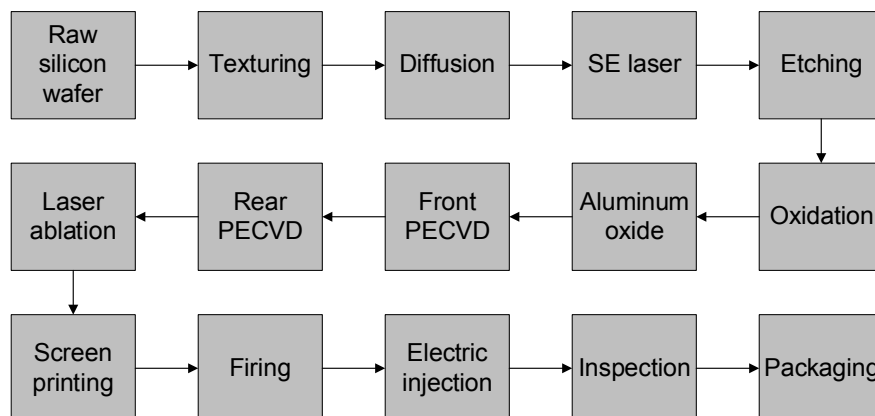 Raw
silicon
wafer
Texturing
Diffusion
SE laser
Etching
Laser
ablation
Rear
PECVD
Front
PECVD
Aluminum
oxide
Oxidation
Screen
printing
Firing
Electric
injection
Inspection
Packaging